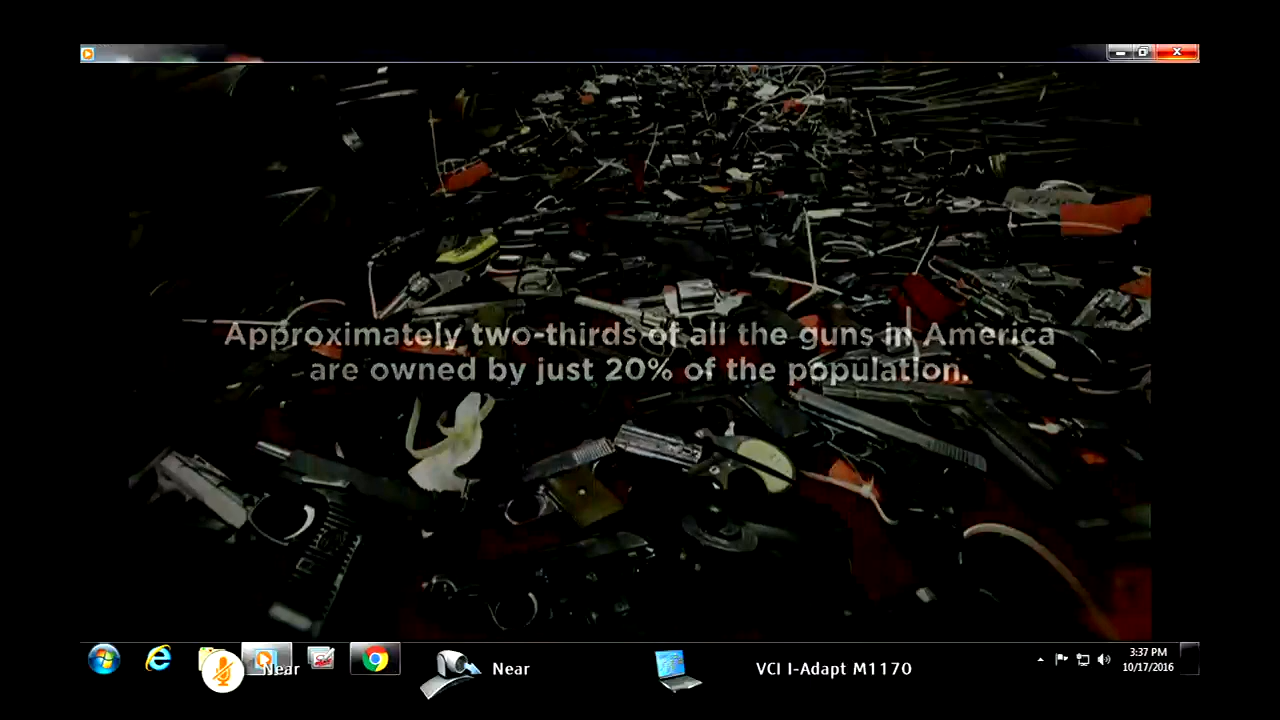 Approximately two-thirds of all the guns in America
are owned by just 20% of the population.
Near
Near
VCI I-Adapt M1170
3:37 PM
10/17/2016